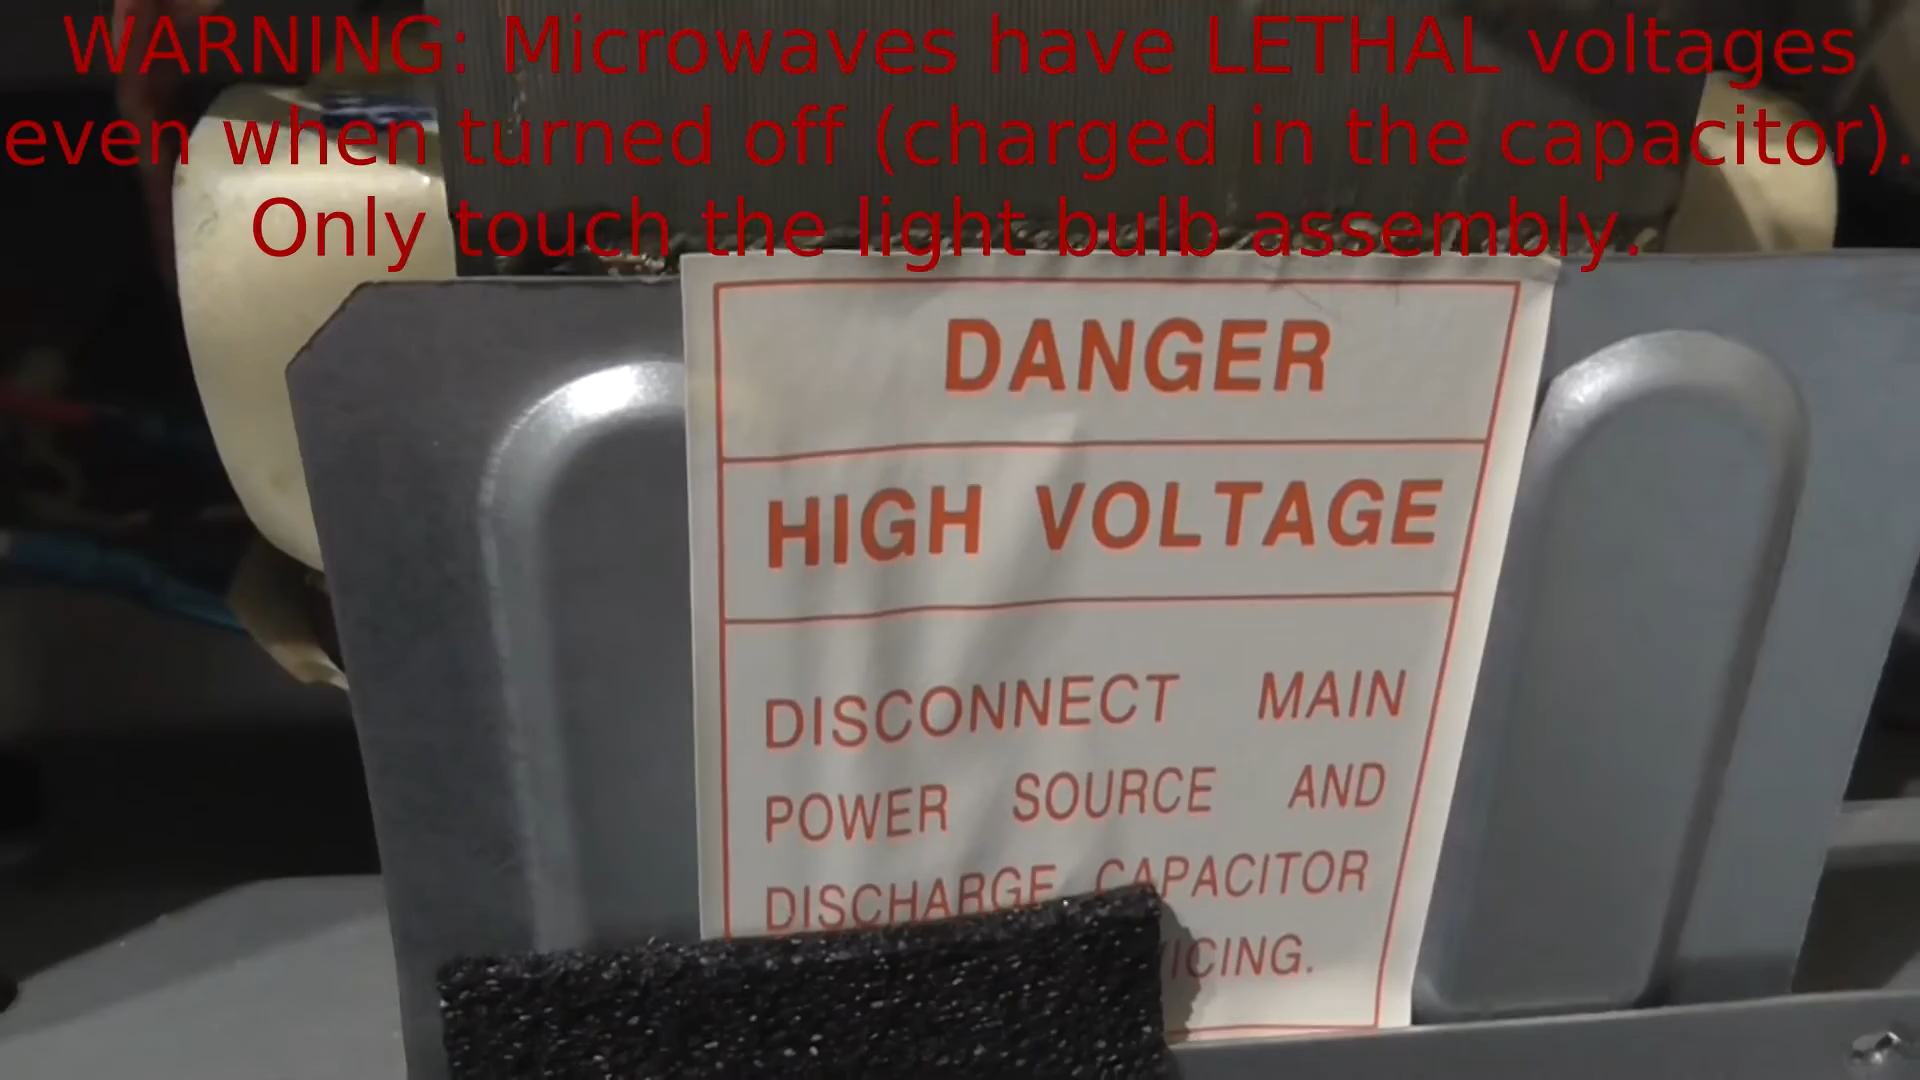 WARNING: Microwaves have LETHAL voltages
even when turned off (charged in the capacitor).
Only touch the light bulb assembly.
DANGER
HIGH VOLTAGE
DISCONNECT MAIN
POWER SOURCE AND
DISCHARGE CAPACITOR